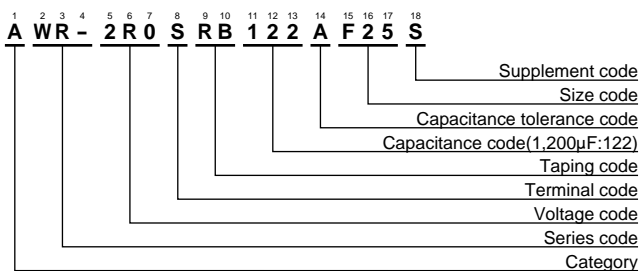 1 2 3 4 5 6 7 8 9 10 11 12 13 14 15 16 17 18
A WR- 2R0 S RB 122 A F25 S
Supplement code
Size code
Capacitance tolerance code
Capacitance code(1,200µF:122)
Taping code
Terminal code
Voltage code
Series code
Category